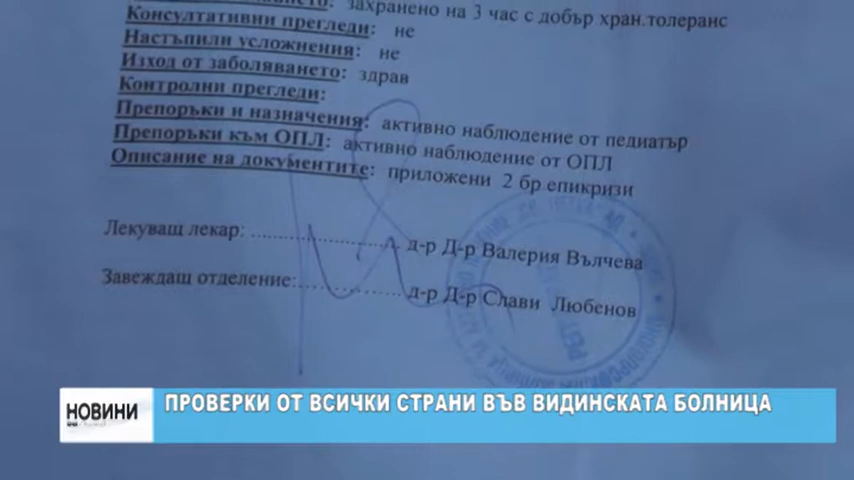 захранено на 3 час с добър хран.толеранс
Консултативни прегледи: не
Настъпили усложнения: не
Изход от заболяването: здрав
Контролни прегледи:
Препоръки и назначения: активно наблюдение от педиатър
Препоръки към ОПЛ: активно наблюдение от ОПЛ
Описание на документите: приложени 2 бр епикризи
Лекуващ лекар: ........................... д-р Д-р Валерия Вълчева
Завеждащ отделение:.................... д-р Д-р Слави Любенов
НОВИНИ
ПРОВЕРКИ ОТ ВСИЧКИ СТРАНИ ВЪВ ВИДИНСКАТА БОЛНИЦА